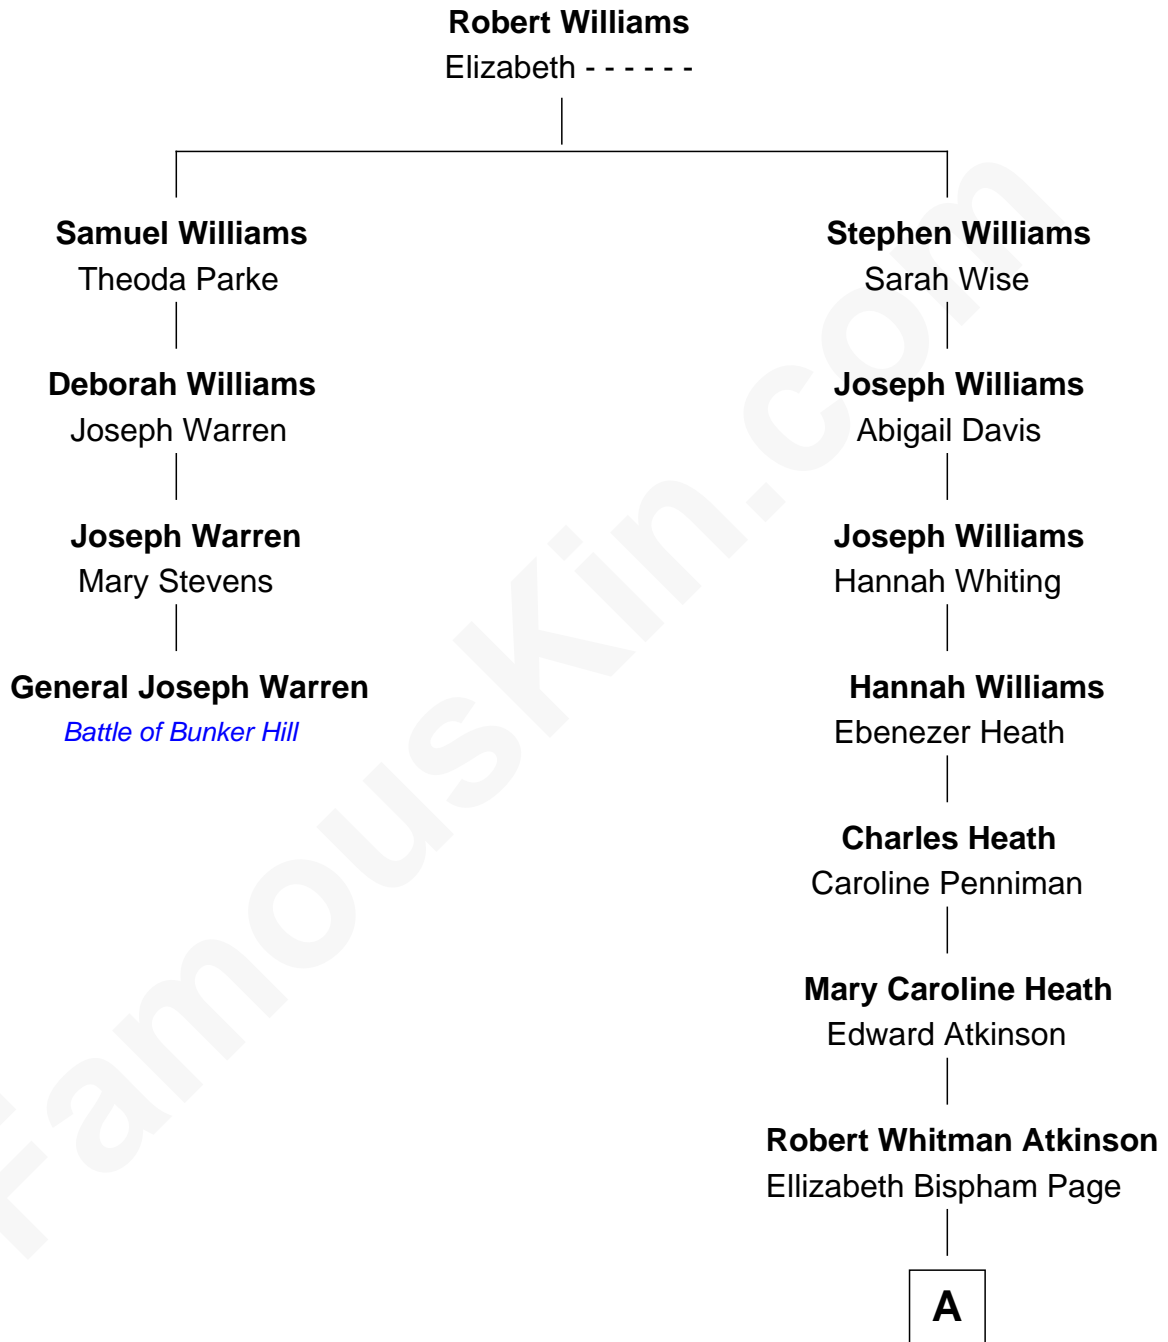 Robert Williams
Elizabeth - - - - - -
Samuel Williams
Theoda Parke
Deborah Williams
Joseph Warren
Joseph Warren
Mary Stevens
General Joseph Warren
Battle of Bunker Hill
Stephen Williams
Sarah Wise
Joseph Williams
Abigail Davis
Joseph Williams
Hannah Whiting
Hannah Williams
Ebenezer Heath
Charles Heath
Caroline Penniman
Mary Caroline Heath
Edward Atkinson
Robert Whitman Atkinson
Ellizabeth Bispham Page
A
FamousKin.com